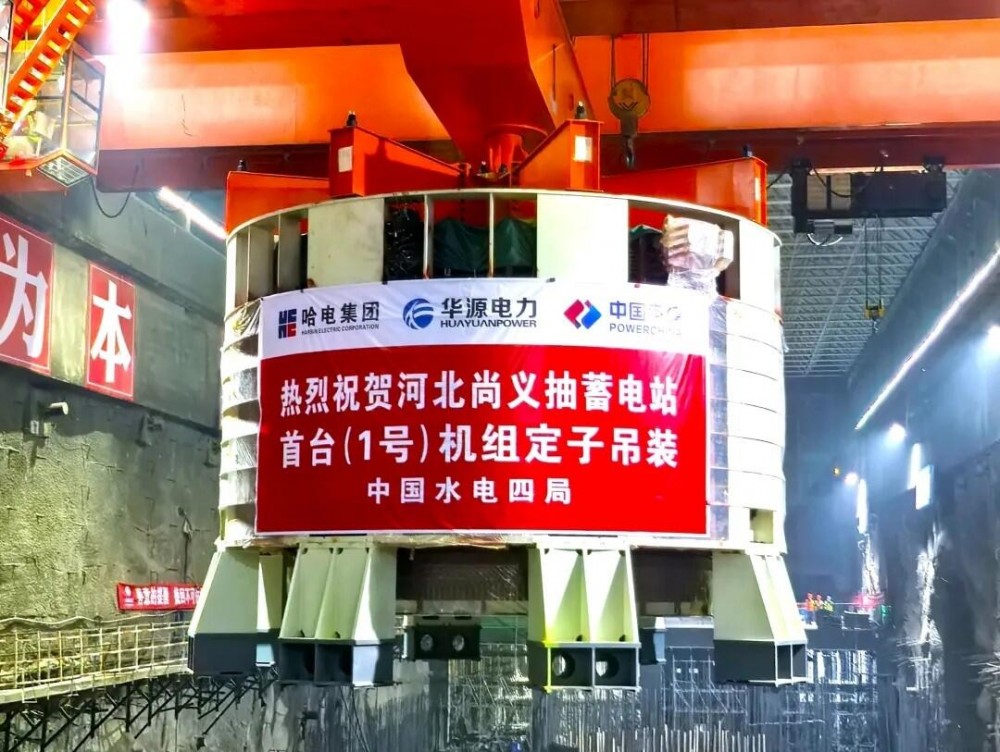 为
本
哈电集团
HARBIN ELECTRIC CORPORATION
华源电力
HUAYUANPOWER
中国
POWERCHI
热烈祝贺河北尚义抽蓄电站
首台(1号)机组定子吊装
中国水电四局